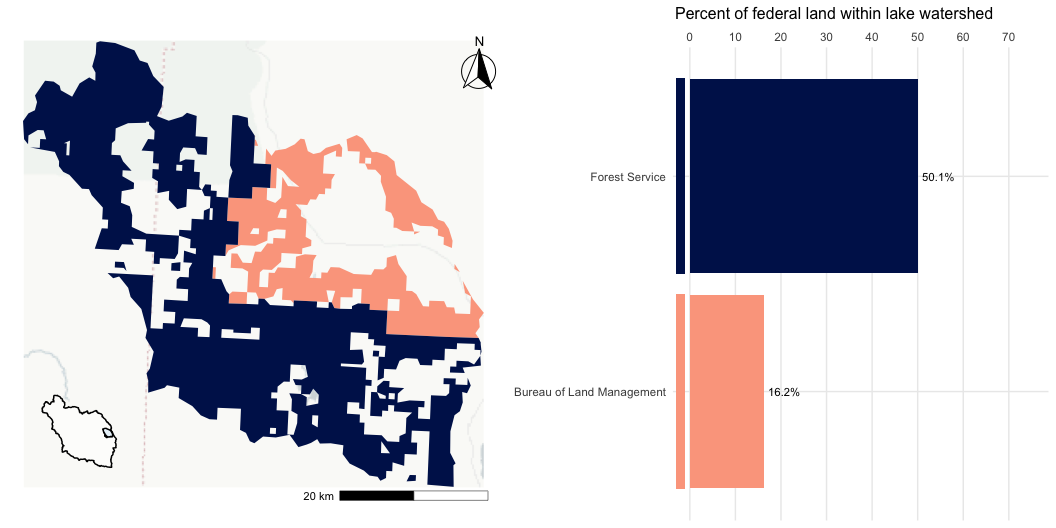 N
20 km
Percent of federal land within lake watershed
0 10 20 30 40 50 60 70
Forest Service
50.1%
Bureau of Land Management
16.2%